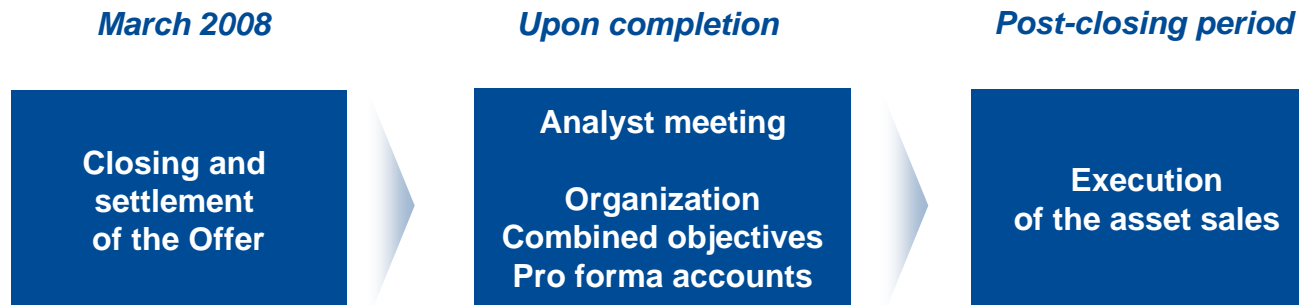 March 2008
Upon completion
Post-closing period
Closing and
settlement
of the Offer
Analyst meeting
Organization
Combined objectives
Pro forma accounts
Execution
of the asset sales